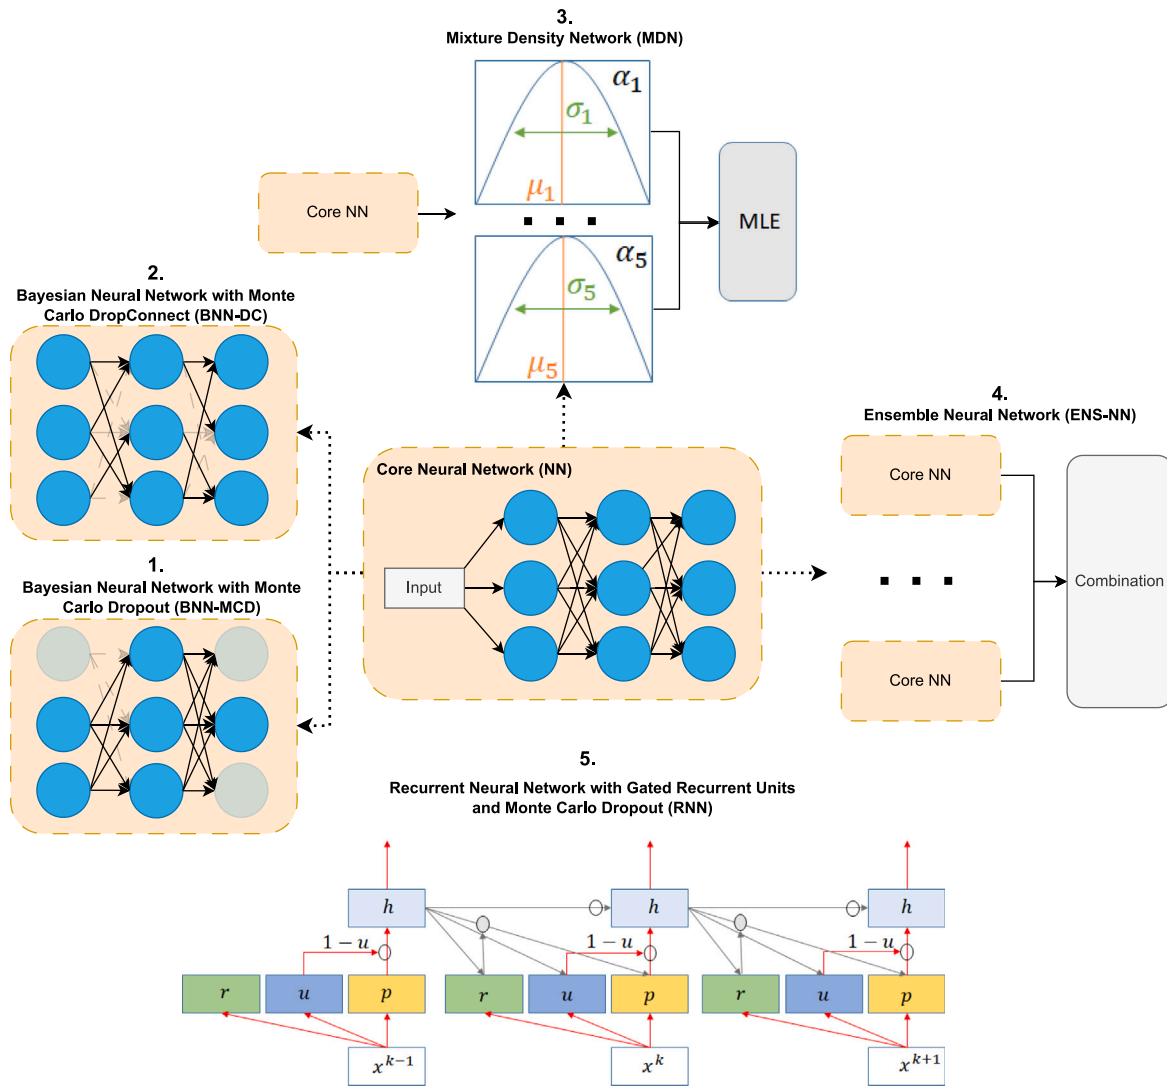 3.
Mixture Density Network (MDN)
α₁
σ₁
μ₁
Core NN
MLE
α₅
σ₅
μ₅
2.
Bayesian Neural Network with Monte
Carlo DropConnect (BNN-DC)
4.
Ensemble Neural Network (ENS-NN)
Core NN
Core Neural Network (NN)
Input
Combination
Core NN
1.
Bayesian Neural Network with Monte
Carlo Dropout (BNN-MCD)
5.
Recurrent Neural Network with Gated Recurrent Units
and Monte Carlo Dropout (RNN)
h h h
1 − u 1 − u 1 − u
r u p r u p r u p
xᵏ⁻¹ xᵏ xᵏ⁺¹